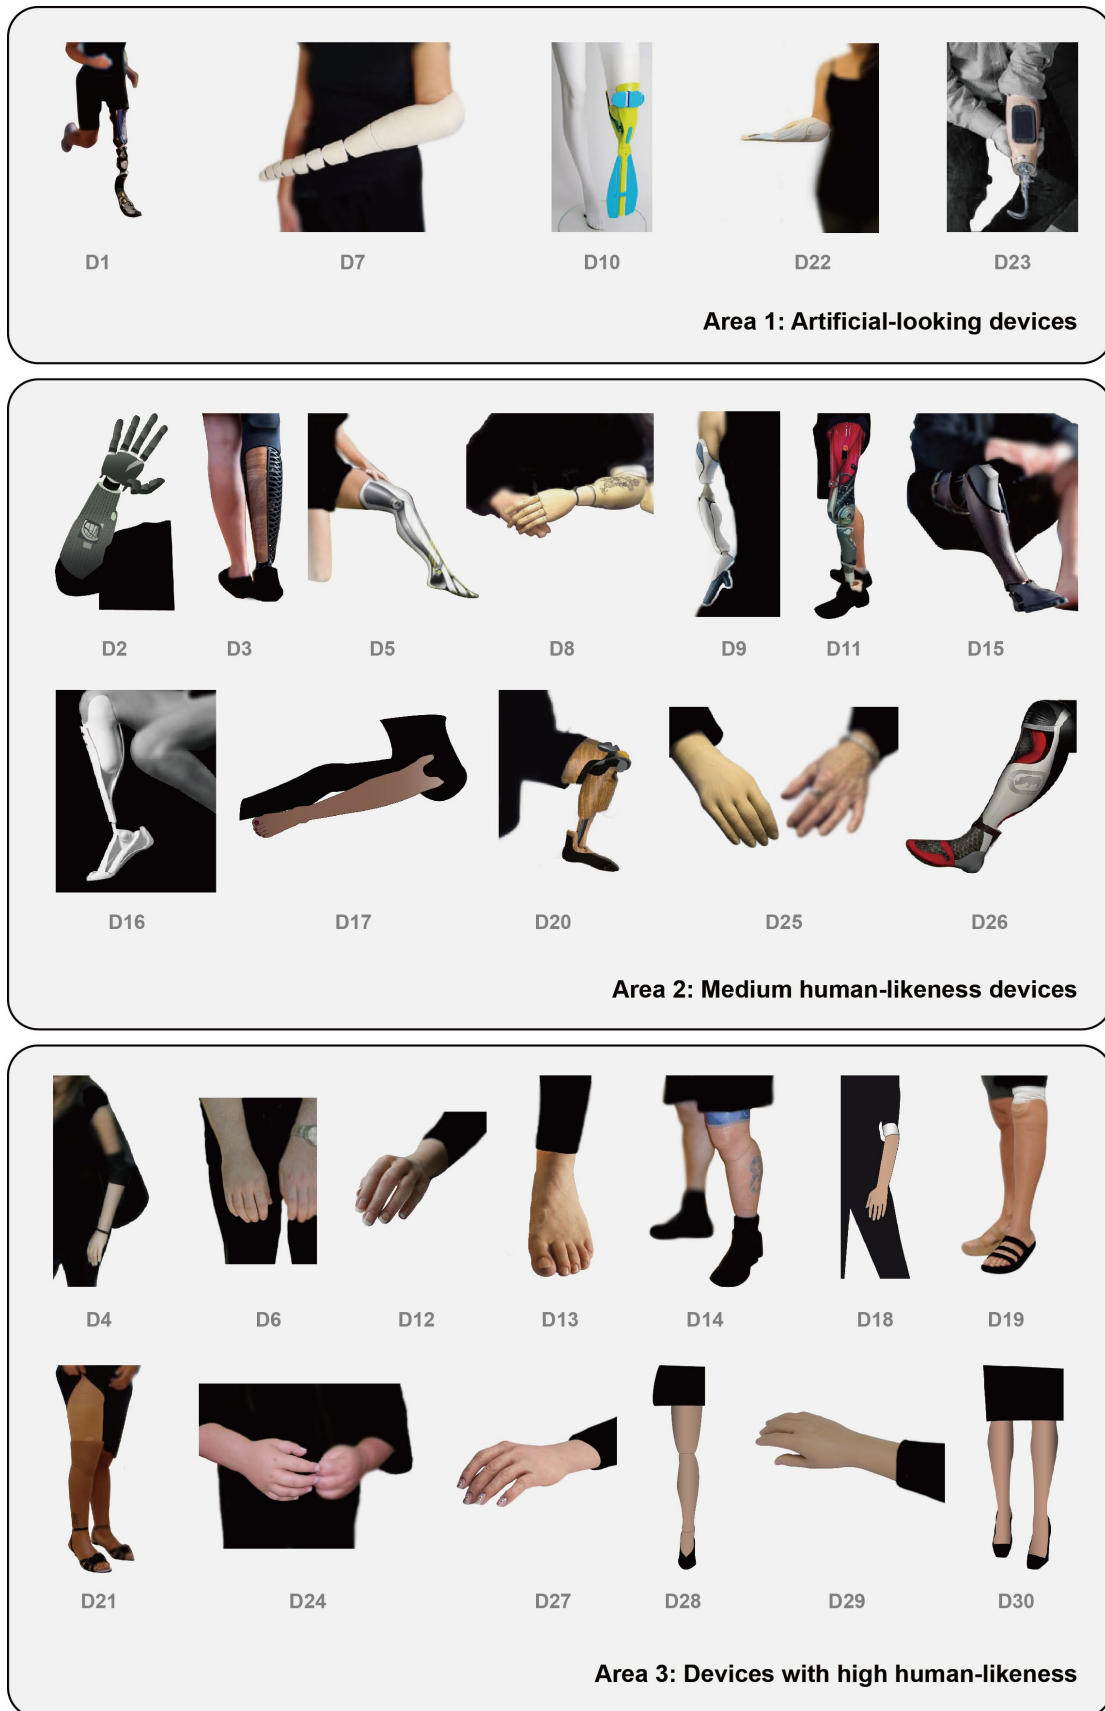 D1 D7 D10 D22 D23
Area 1: Artificial-looking devices
D2 D3 D5 D8 D9 D11 D15
D16 D17 D20 D25 D26
Area 2: Medium human-likeness devices
D4 D6 D12 D13 D14 D18 D19
D21 D24 D27 D28 D29 D30
Area 3: Devices with high human-likeness